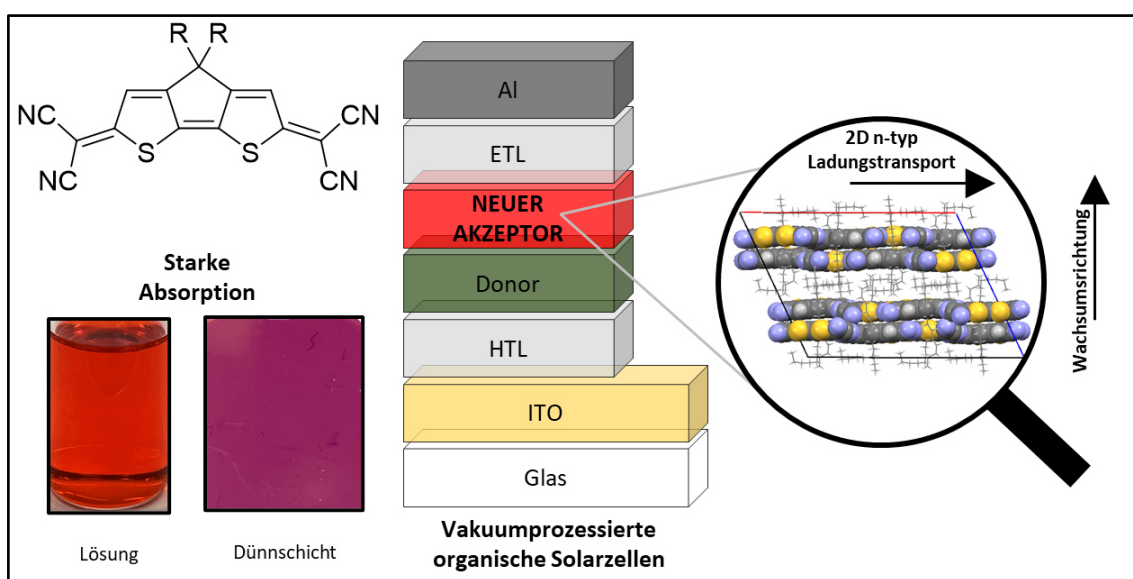 R R
NC
CN
S
S
NC
CN
Starke
Absorption
Lösung
Dünnschicht
Al
ETL
NEUER
AKZEPTOR
Donor
HTL
ITO
Glas
Vakuumprozessierte
organische Solarzellen
2D n-typ
Ladungstransport
Wachsumsrichtung